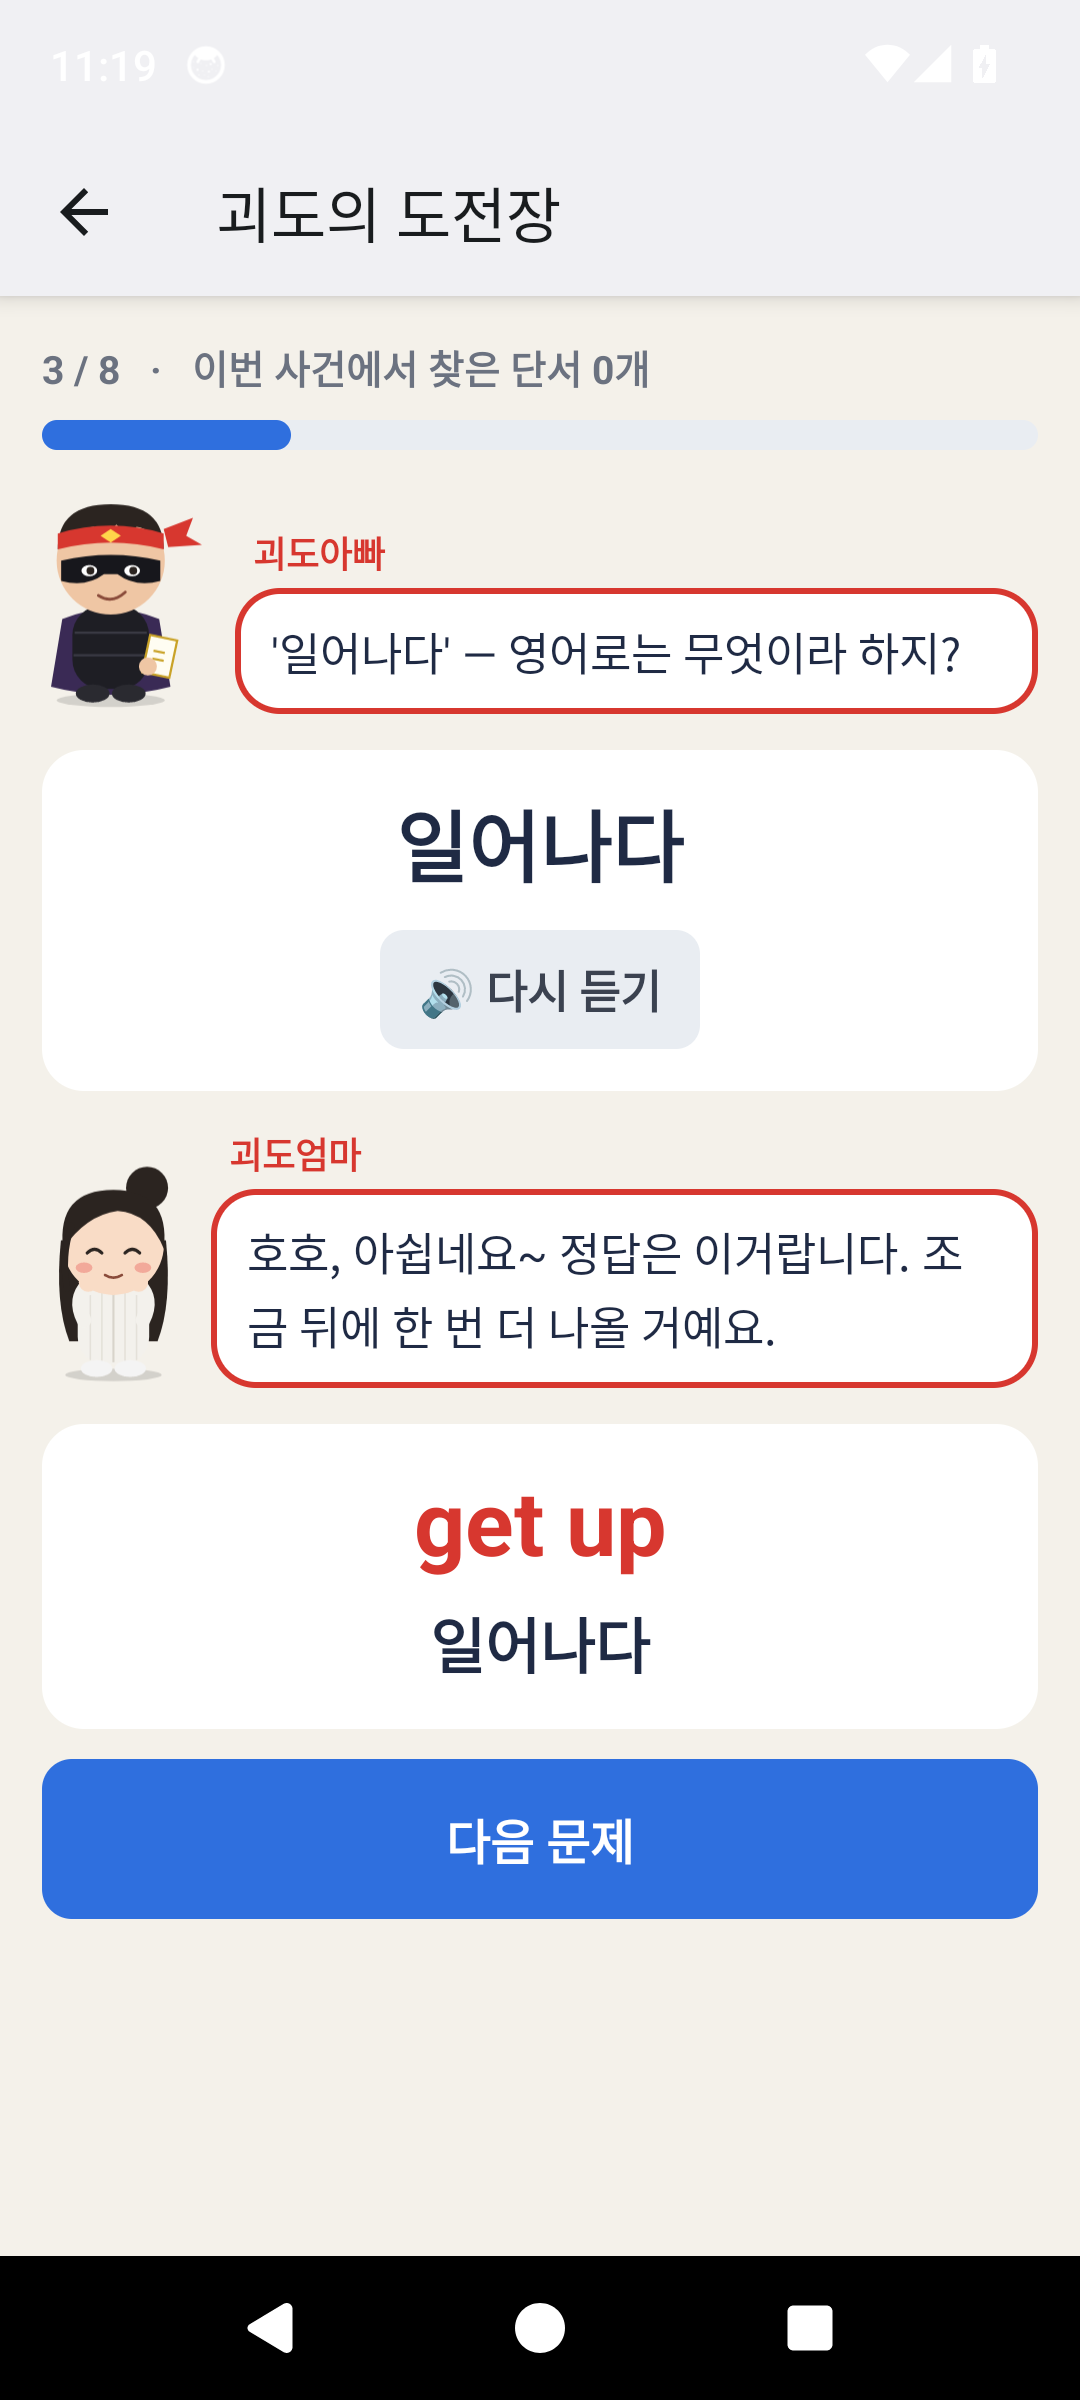 11:19
괴도의 도전장
3 / 8 · 이번 사건에서 찾은 단서 0개
괴도아빠
'일어나다' – 영어로는 무엇이라 하지?
일어나다
🔊 다시 듣기
괴도엄마
호호, 아쉽네요~ 정답은 이거랍니다. 조
금 뒤에 한 번 더 나올 거예요.
get up
일어나다
다음 문제